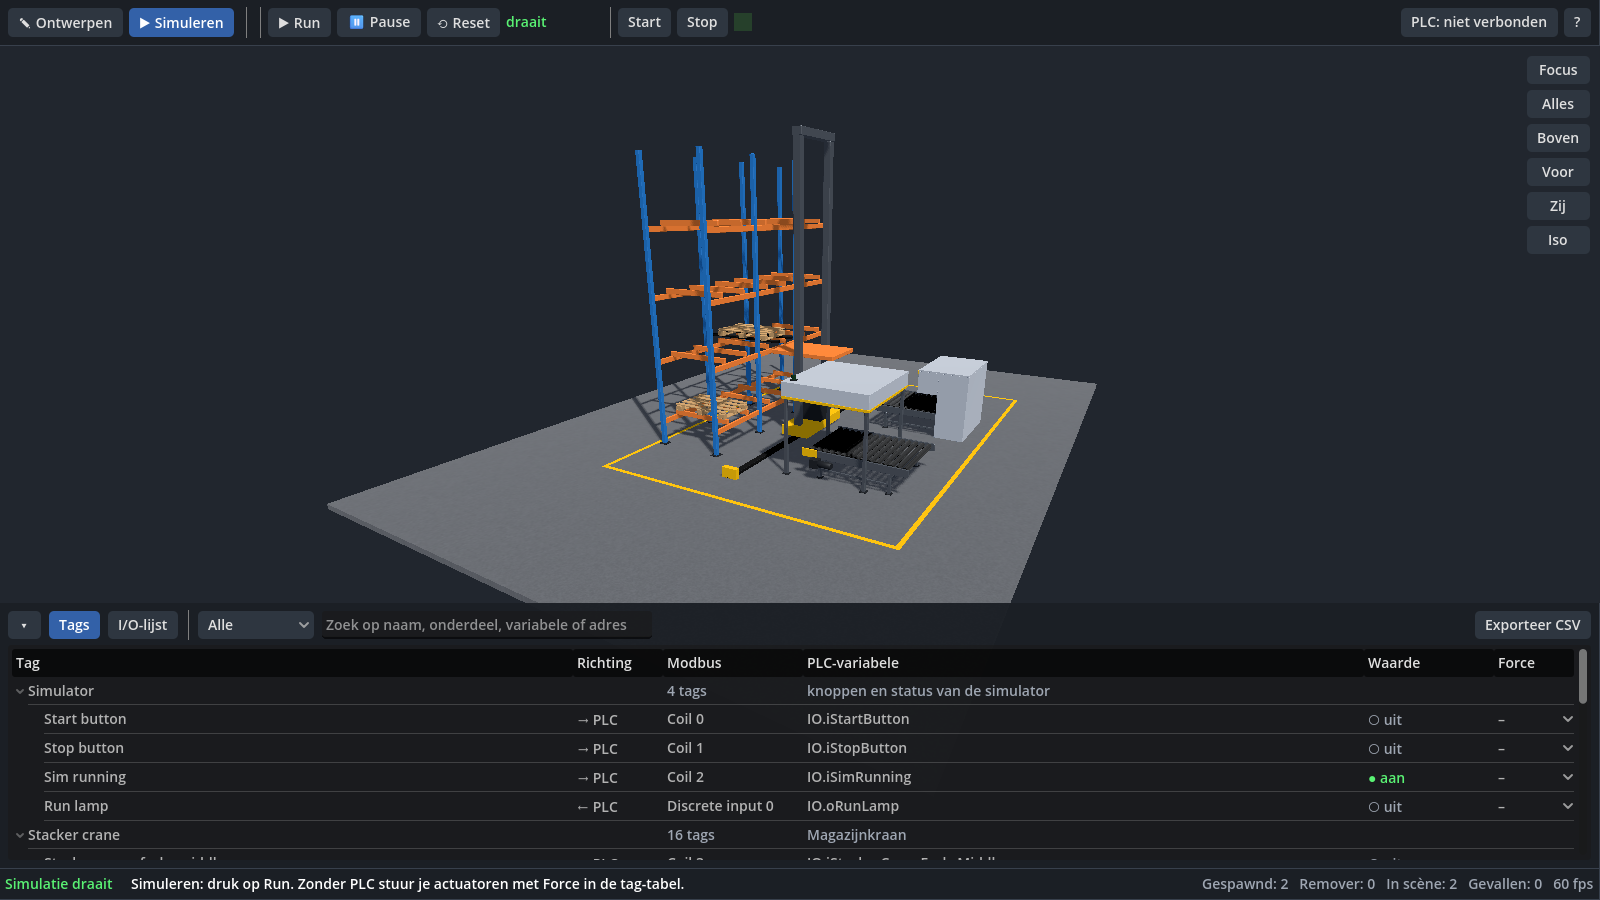 Ontwerpen Simuleren Run Pause Reset draait Start Stop PLC: niet verbonden ?
Focus
Alles
Boven
Voor
Zij
Iso
Tags I/O-lijst Alle Zoek op naam, onderdeel, variabele of adres Exporteer CSV
Tag Richting Modbus PLC-variabele Waarde Force
Simulator 4 tags knoppen en status van de simulator
Start button → PLC Coil 0 IO.iStartButton uit –
Stop button → PLC Coil 1 IO.iStopButton uit –
Sim running → PLC Coil 2 IO.iSimRunning aan –
Run lamp ← PLC Discrete input 0 IO.oRunLamp uit –
Stacker crane 16 tags Magazijnkraan
Simulatie draait Simuleren: druk op Run. Zonder PLC stuur je actuatoren met Force in de tag-tabel. Gespawnd: 2 Remover: 0 In scène: 2 Gevallen: 0 60 fps